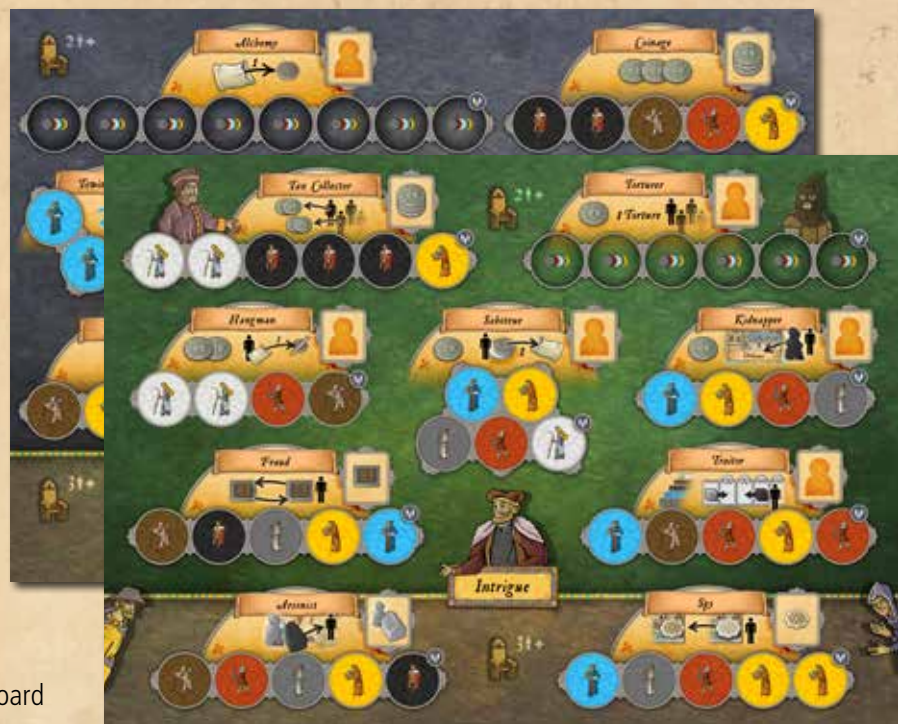 2†+
Alchemy
1
Coinage
3†+
Tax Collector
2†+
Torturer
1 Torture
Hangman
Saboteur
Kidnapper
Fraud
Traitor
Intrigue
Arsonist
3†+
Spy
oard